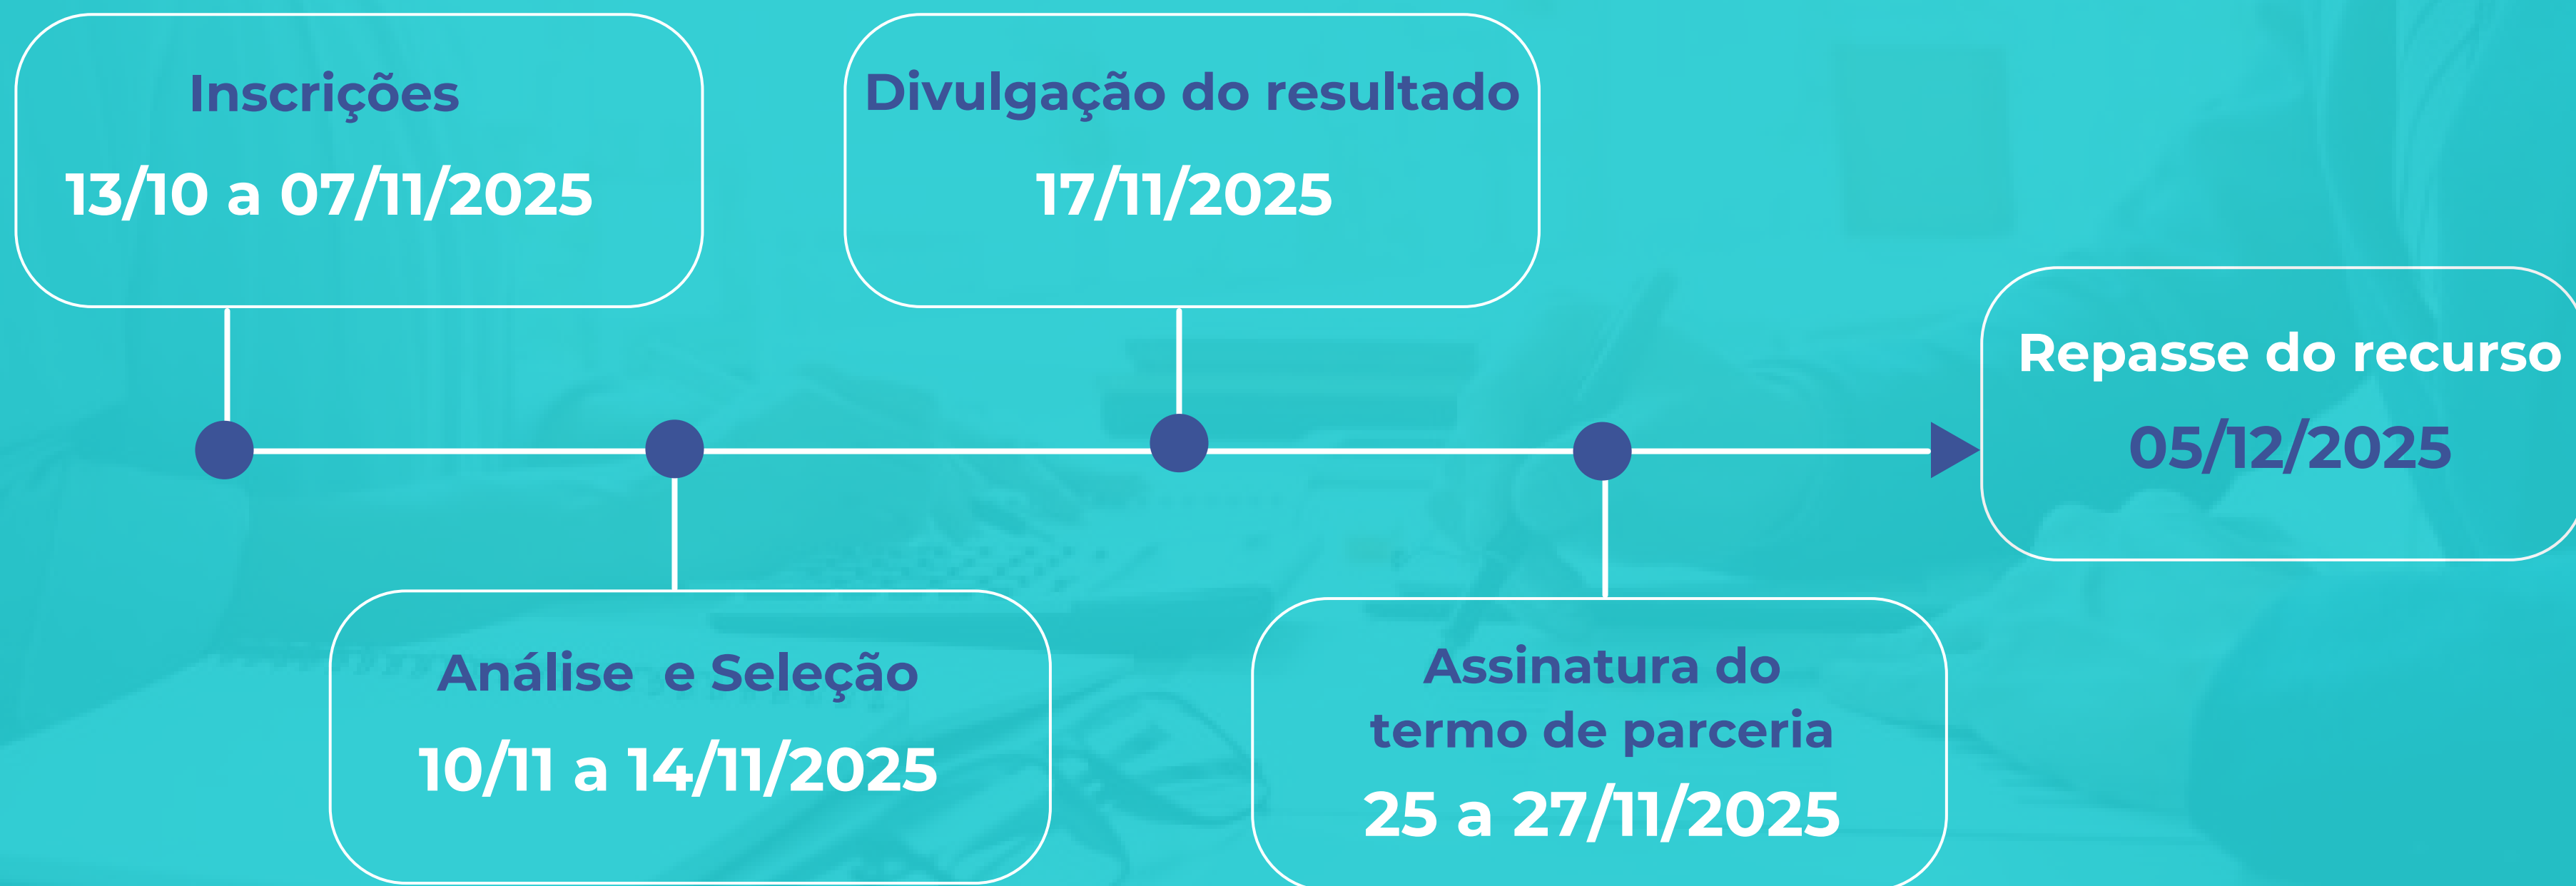 Inscrições
13/10 a 07/11/2025
Análise e Seleção
10/11 a 14/11/2025
Divulgação do resultado
17/11/2025
Assinatura do
termo de parceria
25 a 27/11/2025
Repasse do recurso
05/12/2025